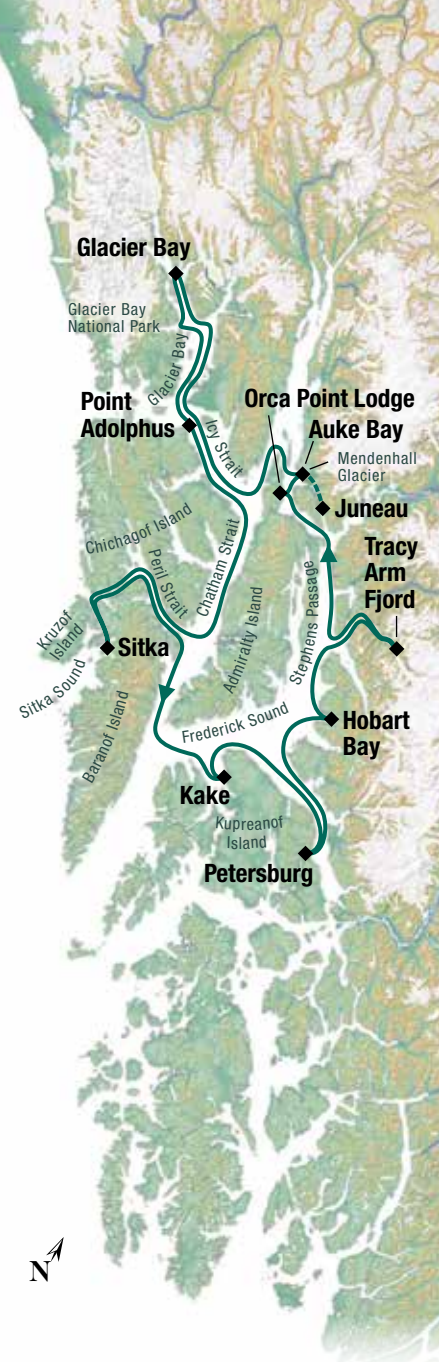 Glacier Bay
Glacier Bay
National Park
Glacier Bay
Point
Adolphus
Icy Strait
Orca Point Lodge
Auke Bay
Mendenhall
Glacier
Juneau
Tracy
Arm
Fjord
Chichagof Island
Peril Strait
Chatham Strait
Admiralty Island
Stephens Passage
Kruzof
Island
Sitka
Sitka Sound
Baranof Island
Frederick Sound
Hobart
Bay
Kake
Kupreanof
Island
Petersburg
N